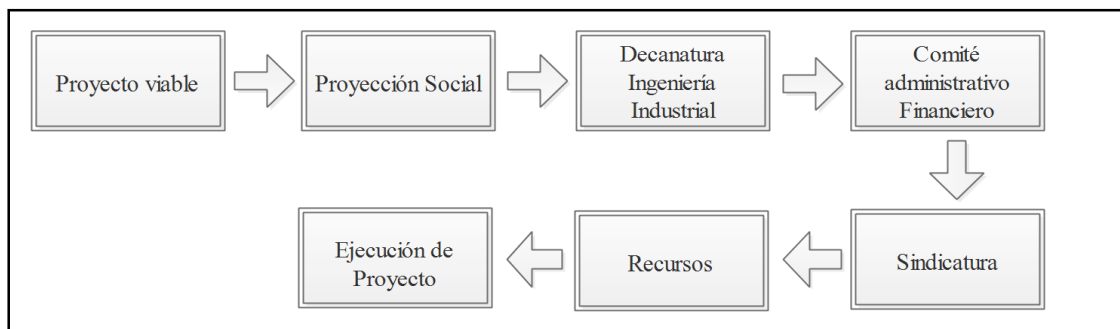 Proyecto viable
Proyección Social
Decanatura
Ingeniería
Industrial
Comité
administrativo
Financiero
Ejecución de
Proyecto
Recursos
Sindicatura